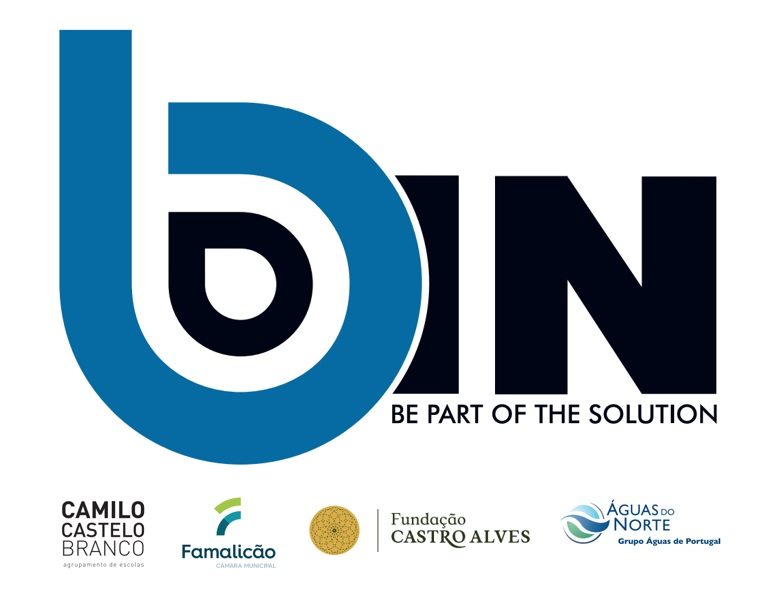 bIN
BE PART OF THE SOLUTION
CAMILO
CASTELO
BRANCO
agrupamento de escolas
Famalicão
CÂMARA MUNICIPAL
Fundação
CASTRO ALVES
ÁGUAS DO
NORTE
Grupo Águas de Portugal